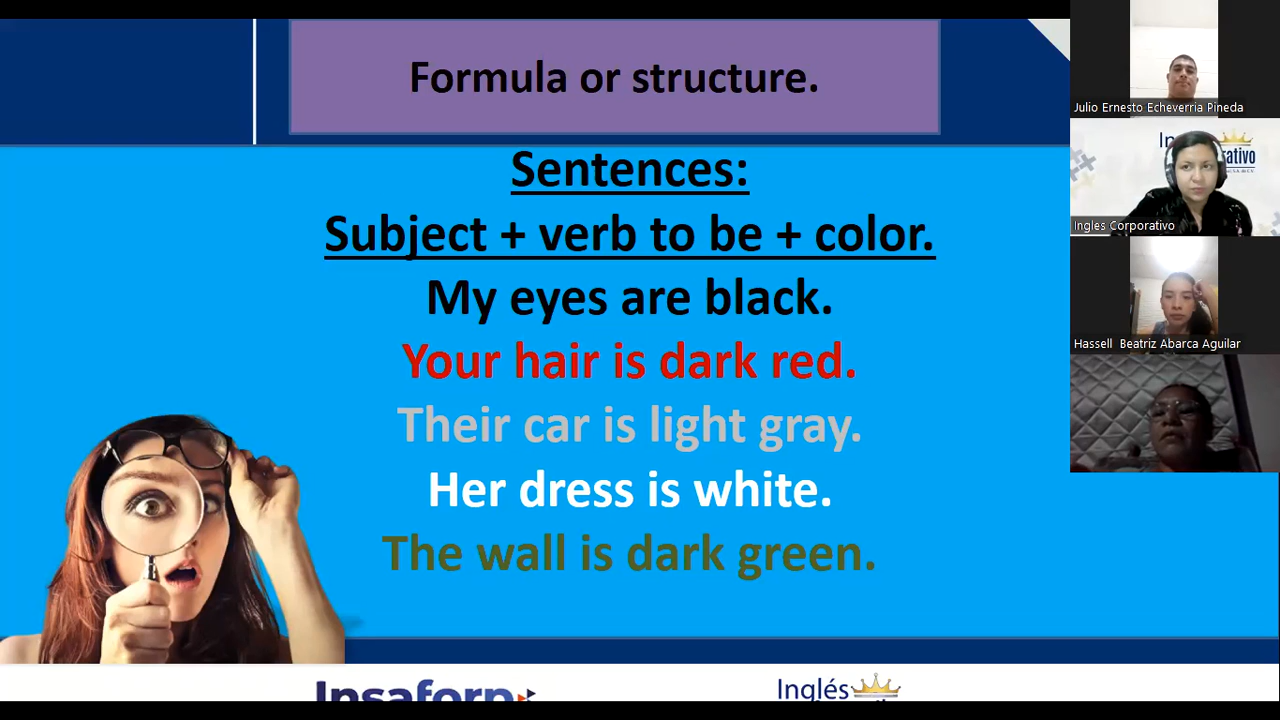 Formula or structure.
Sentences:
Subject + verb to be + color.
My eyes are black.
Your hair is dark red.
Their car is light gray.
Her dress is white.
The wall is dark green.
Insaforp
Inglés
Julio Ernesto Echeverria Pineda
Ingles Corporativo
Hassell Beatriz Abarca Aguilar